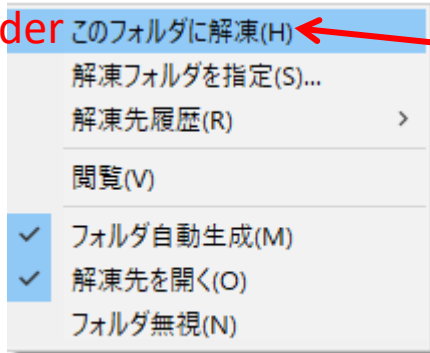 der このフォルダに解凍(H)
解凍フォルダを指定(S)...
解凍先履歴(R)
閲覧(V)
フォルダ自動生成(M)
解凍先を開く(O)
フォルダ無視(N)